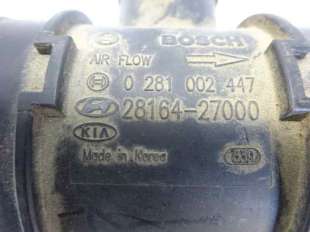 BOSCH
AIR FLOW
0 281 002 447
28164-27000
KIA
A
Made in Korea